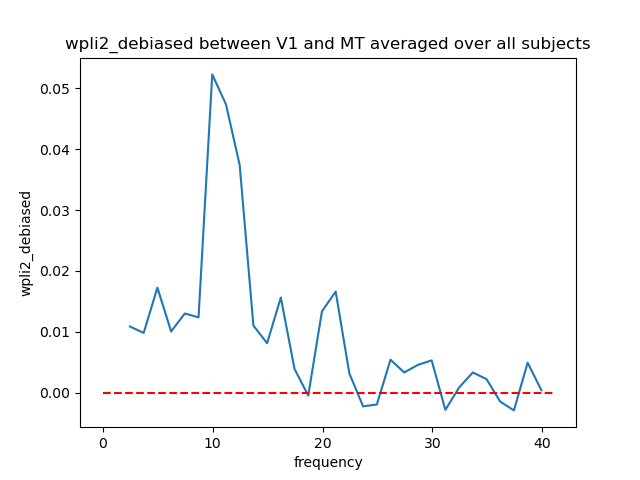 wpli2_debiased between V1 and MT averaged over all subjects
0.05
0.04
0.03
0.02
0.01
0.00
wpli2_debiased
0 10 20 30 40
frequency